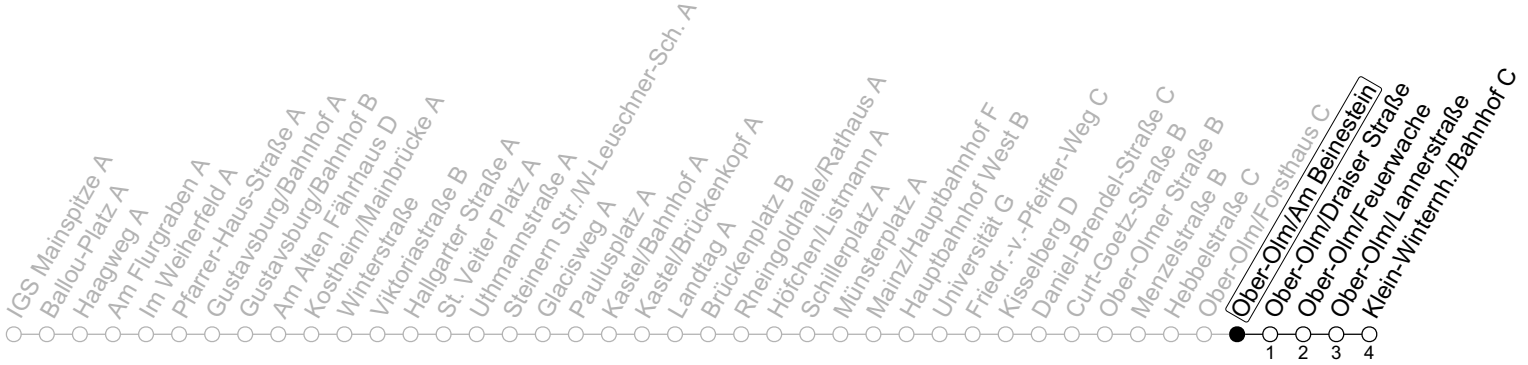 IGS Mainspitze A
Ballou-Platz A
Haagweg A
Am Flurgraben A
Im Weiherfeld A
Pfarrer-Haus-Straße A
Gustavsburg/Bahnhof A
Gustavsburg/Bahnhof B
Am Alten Fährhaus D
Kostheim/Mainbrücke A
Winterstraße
Viktoriastraße B
Hallgarter Straße A
St. Veiter Platz A
Uthmannstraße A
Steinern Str./W-Leuschner-Sch. A
Glacisweg A
Paulusplatz A
Kastel/Bahnhof A
Kastel/Brückenkopf A
Landtag A
Brückenplatz B
Rheingoldhalle/Rathaus A
Höfchen/Listmann A
Schillerplatz A
Münsterplatz A
Mainz/Hauptbahnhof F
Hauptbahnhof West B
Universität G
Friedr.-v.-Pfeiffer-Weg C
Kisselberg D
Daniel-Brendel-Straße C
Curt-Goetz-Straße B
Ober-Olmer Straße B
Menzelstraße B
Hebbelstraße C
Ober-Olm/Forsthaus C
Ober-Olm/Am Beinestein
Ober-Olm/Draiser Straße
Ober-Olm/Feuerwache
Ober-Olm/Lannerstraße
Klein-Winternh./Bahnhof C
1 2 3 4